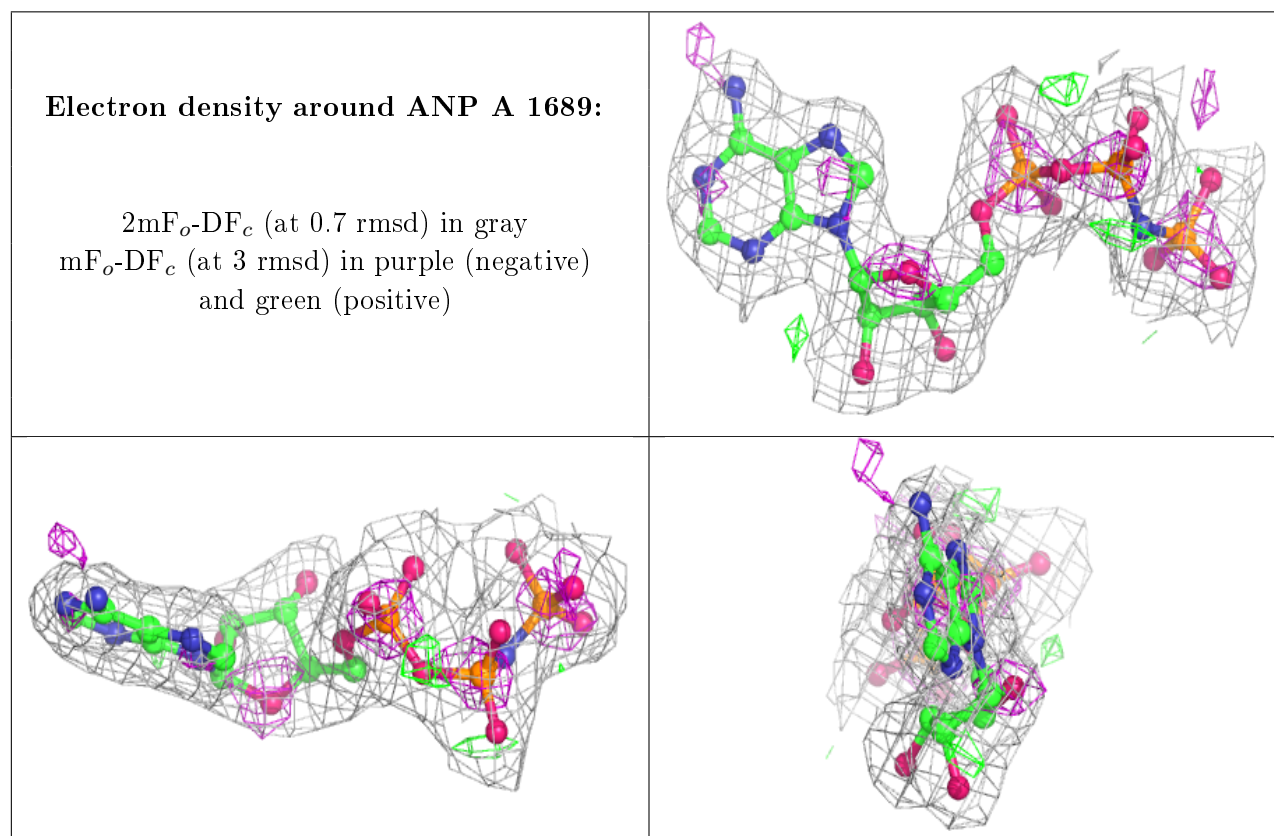 Electron density around ANP A 1689:
2mFₒ-DF𝒸 (at 0.7 rmsd) in gray
mFₒ-DF𝒸 (at 3 rmsd) in purple (negative)
and green (positive)